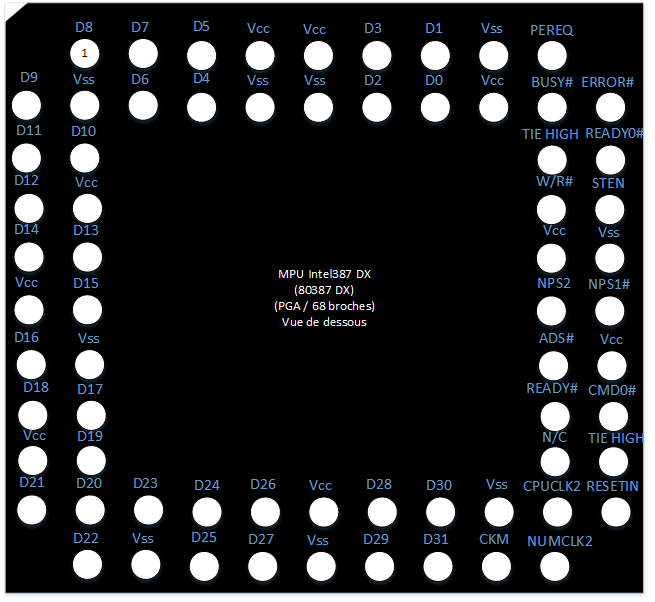 D8 D7 D5 Vcc Vcc D3 D1 Vss PEREQ
1
D9 Vss D6 D4 Vss Vss D2 D0 Vcc BUSY# ERROR#
D11 D10 TIE HIGH READY0#
D12 Vcc W/R# STEN
D14 D13 Vcc Vss
MPU Intel387 DX
(80387 DX)
(PGA / 68 broches)
Vue de dessous
Vcc D15 NPS2 NPS1#
D16 Vss ADS# Vcc
D18 D17 READY# CMD0#
Vcc D19 N/C TIE HIGH
D21 D20 D23 D24 D26 Vcc D28 D30 Vss CPUCLK2 RESETIN
D22 Vss D25 D27 Vss D29 D31 CKM NUMCLK2